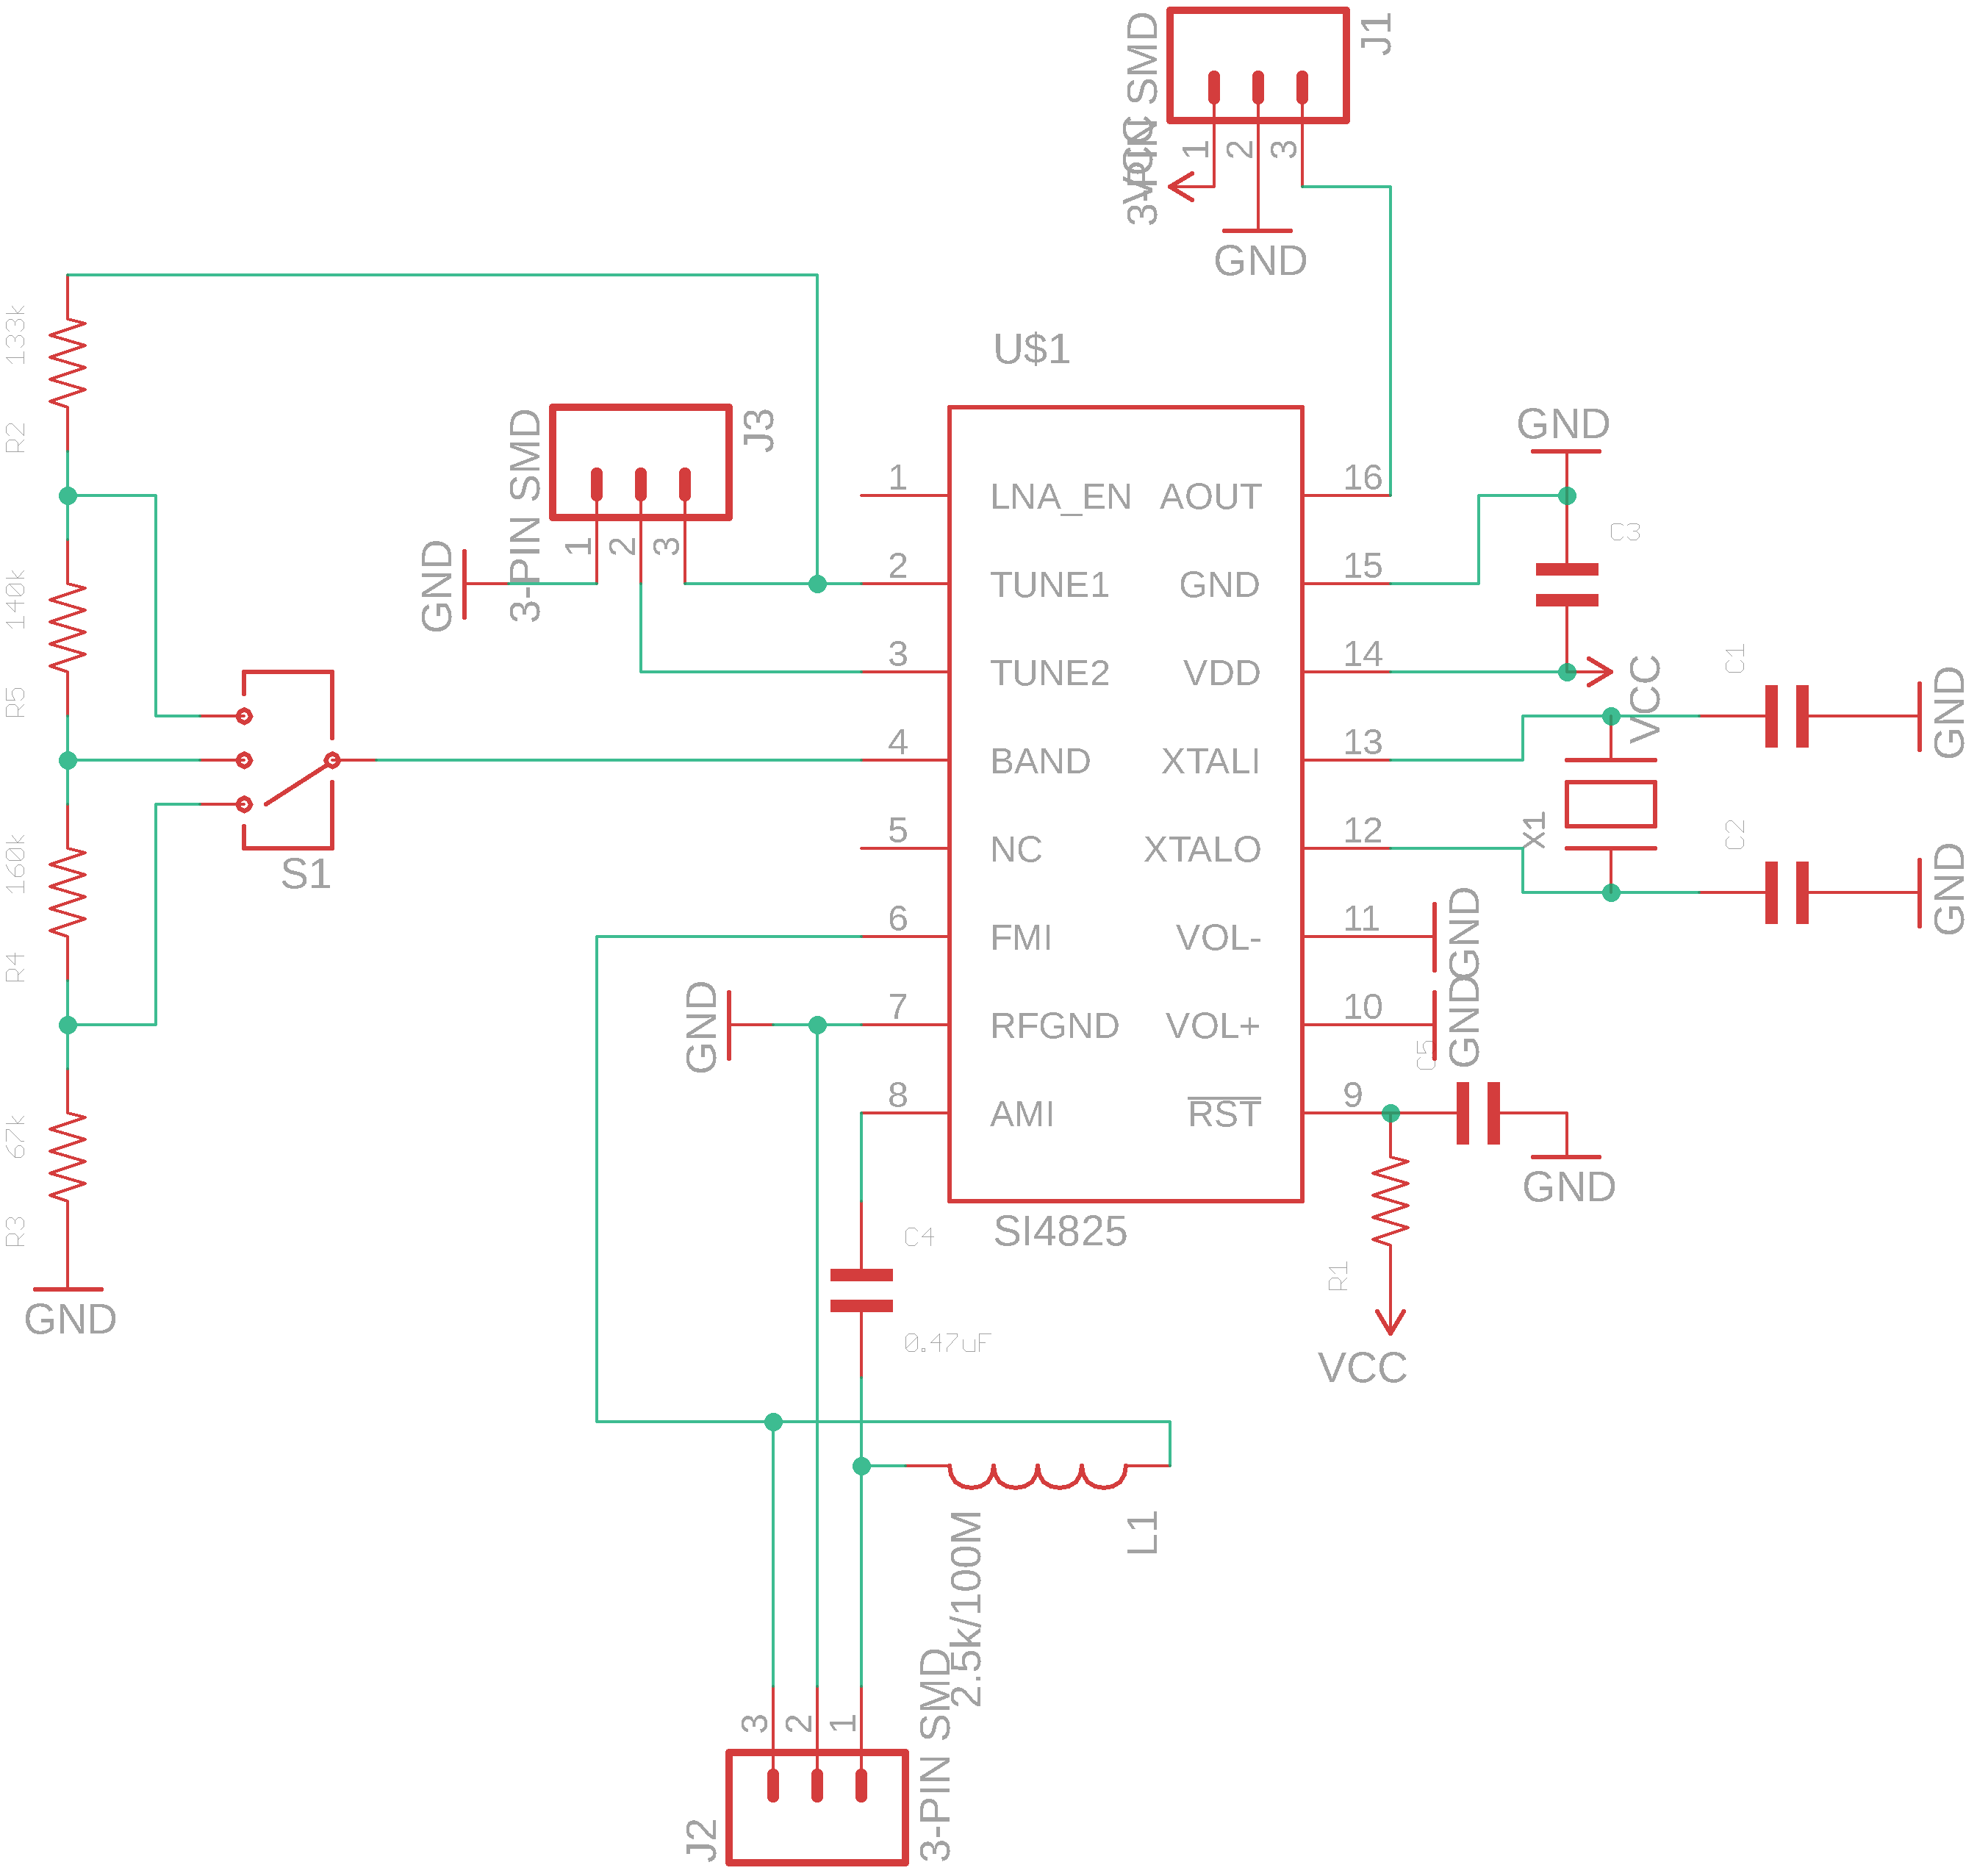 J1
3-PIN SMD
VCC
1
2
3
GND
U$1
133k
R2
140k
R5
160k
R4
67k
R3
GND
S1
J3
3-PIN SMD
1
2
3
GND
1 LNA_EN AOUT 16
2 TUNE1 GND 15
3 TUNE2 VDD 14
4 BAND XTALI 13
5 NC XTALO 12
6 FMI VOL- 11
7 RFGND VOL+ 10
8 AMI RST 9
SI4825
GND
GND
C3
VCC
C1
GND
X1
C2
GND
GND
GND
C5
GND
R1
VCC
C4
0.47uF
L1
2.5k/100M
3
2
1
J2
3-PIN SMD